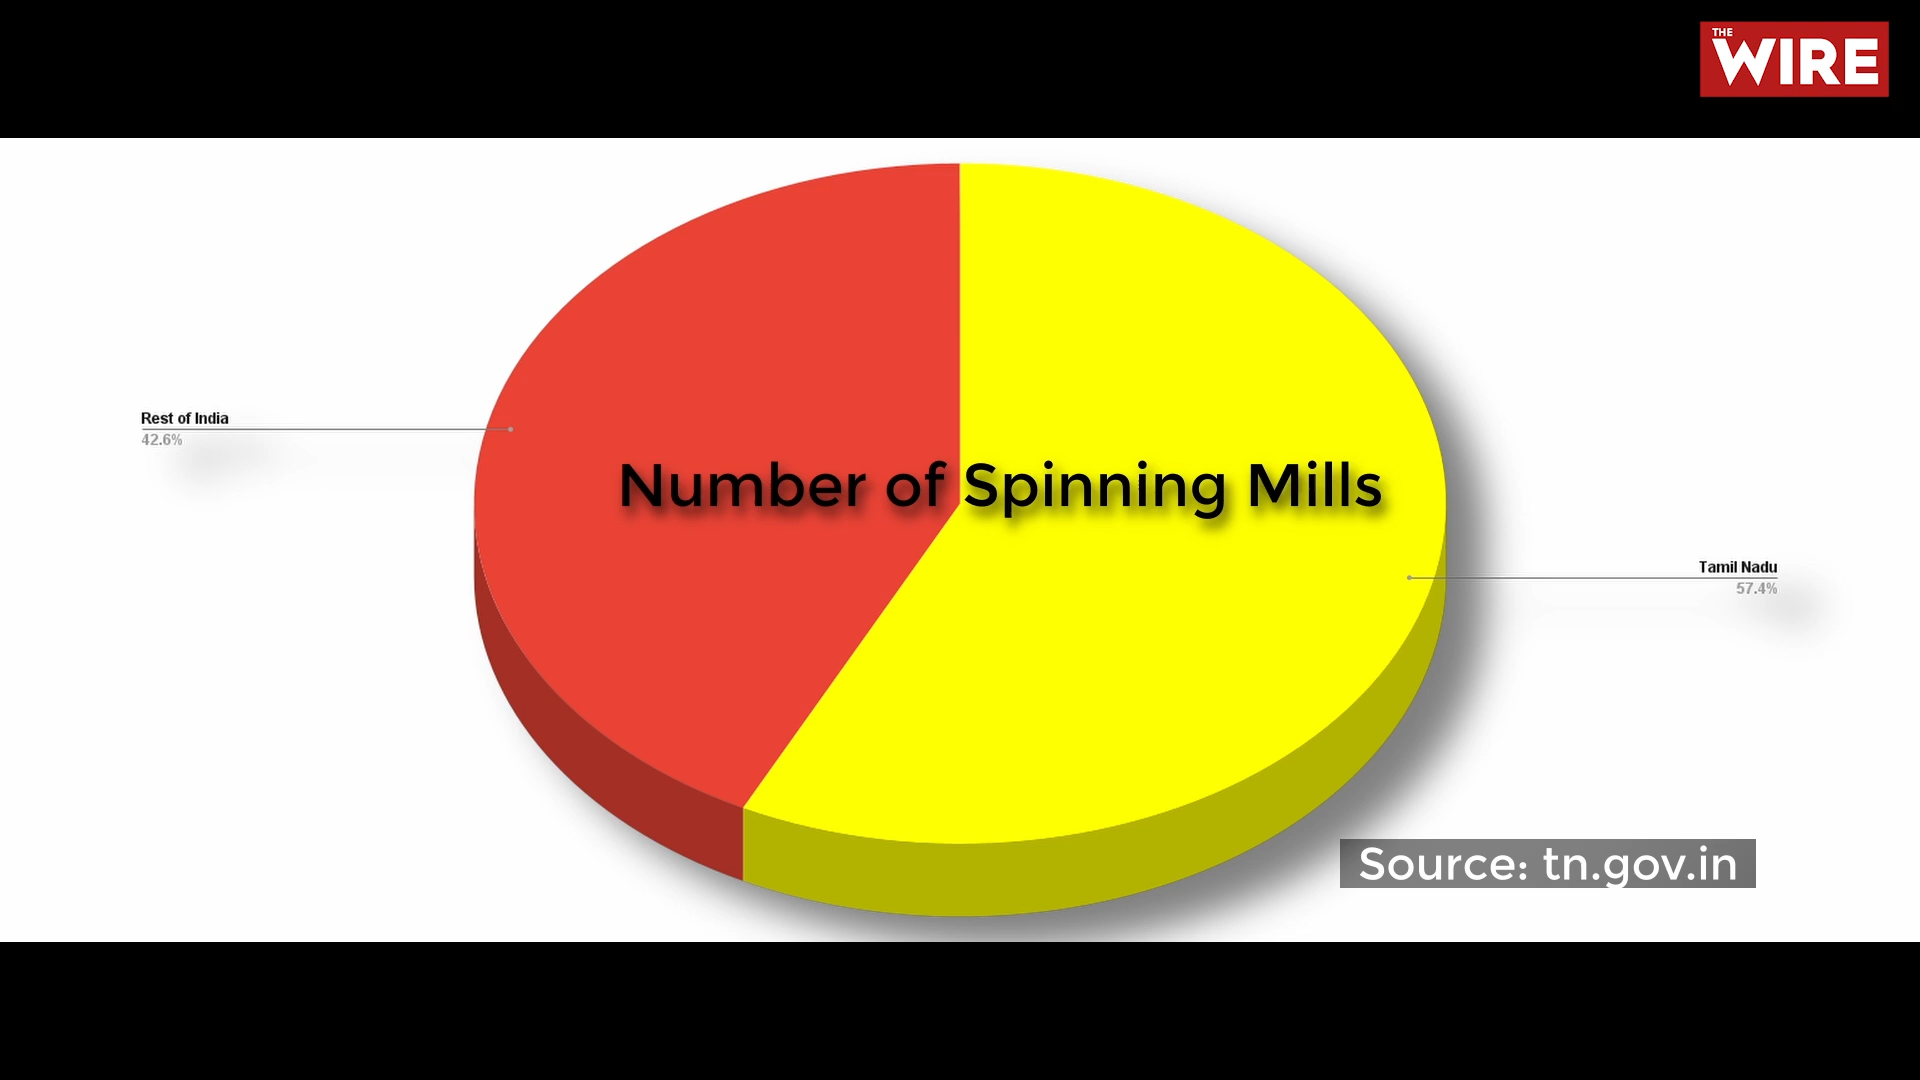 THE
WIRE
Rest of India
42.6%
Number of Spinning Mills
Tamil Nadu
57.4%
Source: tn.gov.in